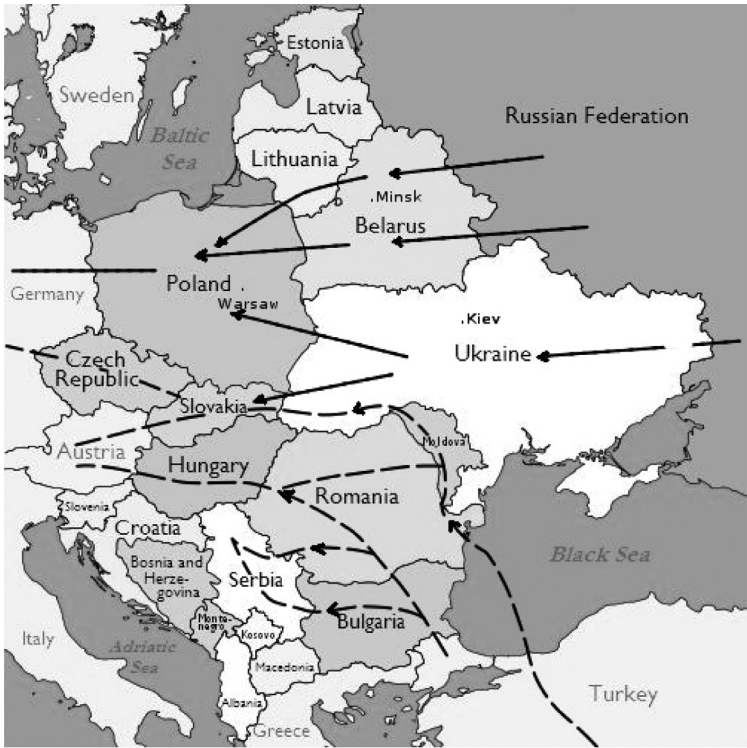 Estonia
Sweden
Latvia
Russian Federation
Baltic
Sea
Lithuania
.Minsk
Belarus
Poland .
Warsaw
Germany
.Kiev
Ukraine
Czech
Republic
Slovakia
Austria
Moldova
Hungary
Romania
Slovenia
Croatia
Black Sea
Bosnia and
Herze-
govina
Serbia
Monte-
negro
Kosovo
Bulgaria
Italy
Adriatic
Sea
Macedonia
Albania
Turkey
Greece